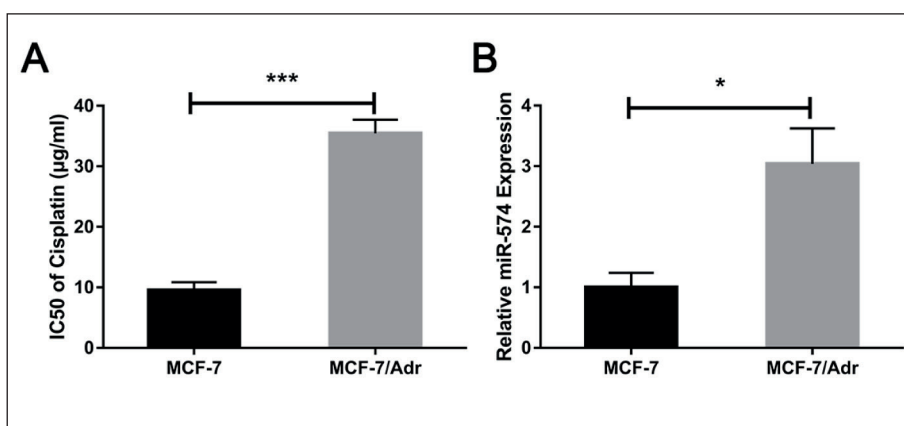 A
IC50 of Cisplatin (µg/ml)
40
30
20
10
0
***
MCF-7
MCF-7/Adr
B
Relative miR-574 Expression
4
3
2
1
0
*
MCF-7
MCF-7/Adr